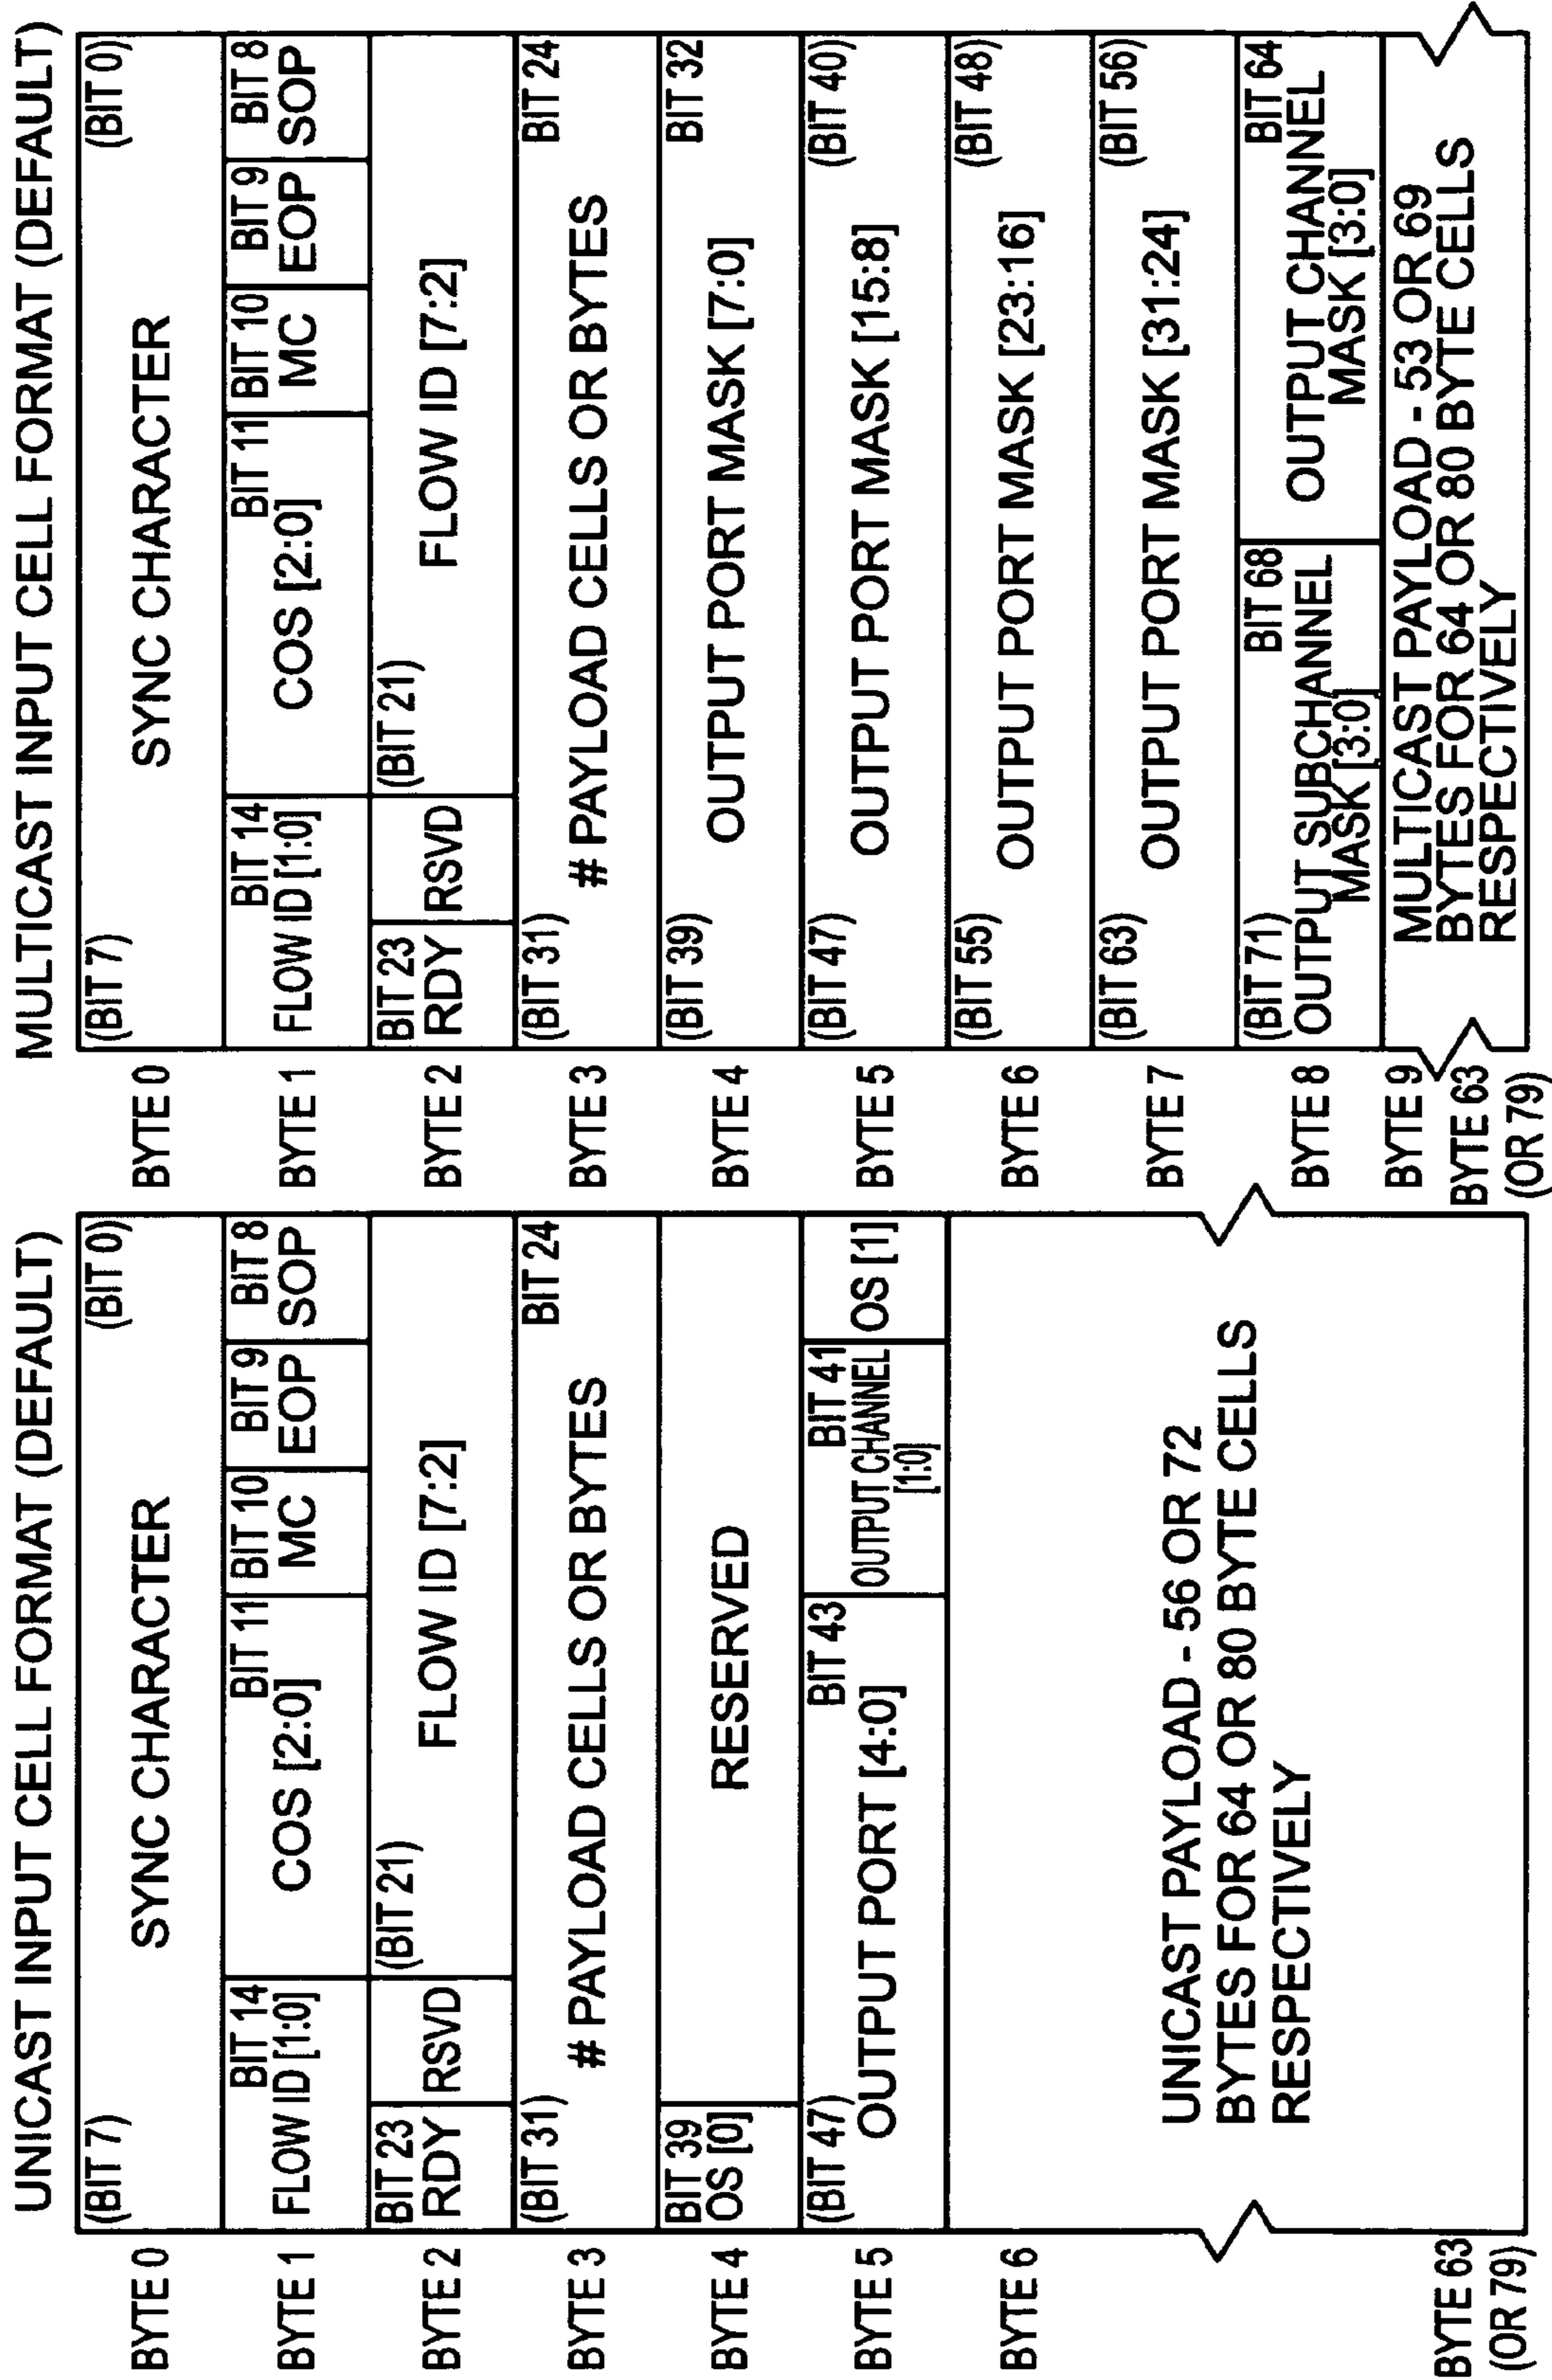 UNICAST INPUT CELL FORMAT (DEFAULT)
BYTE 0
(BIT 7)
SYNC CHARACTER
(BIT 0)
BYTE 1
BIT 14
FLOW ID [1:0]
BIT 11
COS [2:0]
BIT 10
MC
BIT 9
EOP
BIT 8
SOP
BYTE 2
BIT 23
RDY
RSVD
(BIT 21)
FLOW ID [7:2]
BYTE 3
(BIT 31)
# PAYLOAD CELLS OR BYTES
BIT 24
BYTE 4
BIT 39
OS [0]
RESERVED
BYTE 5
(BIT 47)
OUTPUT PORT [4:0]
BIT 43
BIT 41
OUTPUT CHANNEL
[1:0]
OS [1]
BYTE 6
UNICAST PAYLOAD - 56 OR 72
BYTES FOR 64 OR 80 BYTE CELLS
RESPECTIVELY
BYTE 63
(OR 79)
MULTICAST INPUT CELL FORMAT (DEFAULT)
BYTE 0
(BIT 7)
SYNC CHARACTER
(BIT 0)
BYTE 1
BIT 14
FLOW ID [1:0]
BIT 11
COS [2:0]
BIT 10
MC
BIT 9
EOP
BIT 8
SOP
BYTE 2
BIT 23
RDY
RSVD
(BIT 21)
FLOW ID [7:2]
BYTE 3
(BIT 31)
# PAYLOAD CELLS OR BYTES
BIT 24
BYTE 4
(BIT 39)
OUTPUT PORT MASK [7:0]
BIT 32
BYTE 5
(BIT 47)
OUTPUT PORT MASK [15:8]
(BIT 40)
BYTE 6
(BIT 55)
OUTPUT PORT MASK [23:16]
(BIT 48)
BYTE 7
(BIT 63)
OUTPUT PORT MASK [31:24]
(BIT 56)
BYTE 8
(BIT 71)
BIT 68
OUTPUT SUBCHANNEL
MASK [3:0]
BIT 64
OUTPUT CHANNEL
MASK [3:0]
BYTE 9
MULTICAST PAYLOAD - 53 OR 69
BYTES FOR 64 OR 80 BYTE CELLS
RESPECTIVELY
BYTE 63
(OR 79)